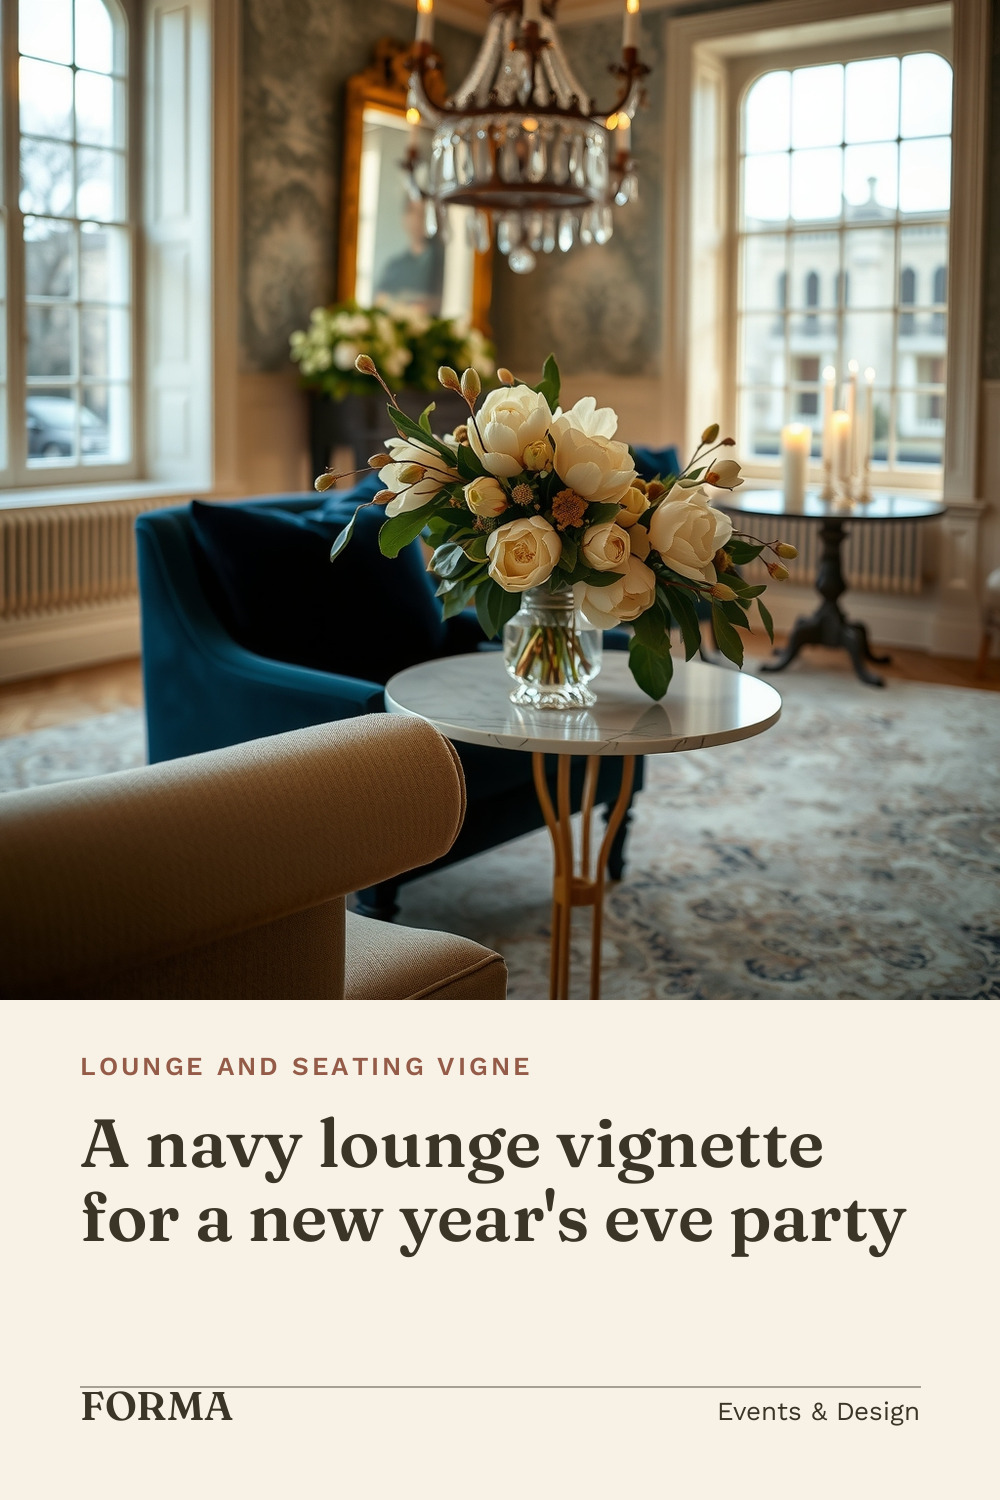 LOUNGE AND SEATING VIGNE
A navy lounge vignette
for a new year's eve party
FORMA
Events & Design